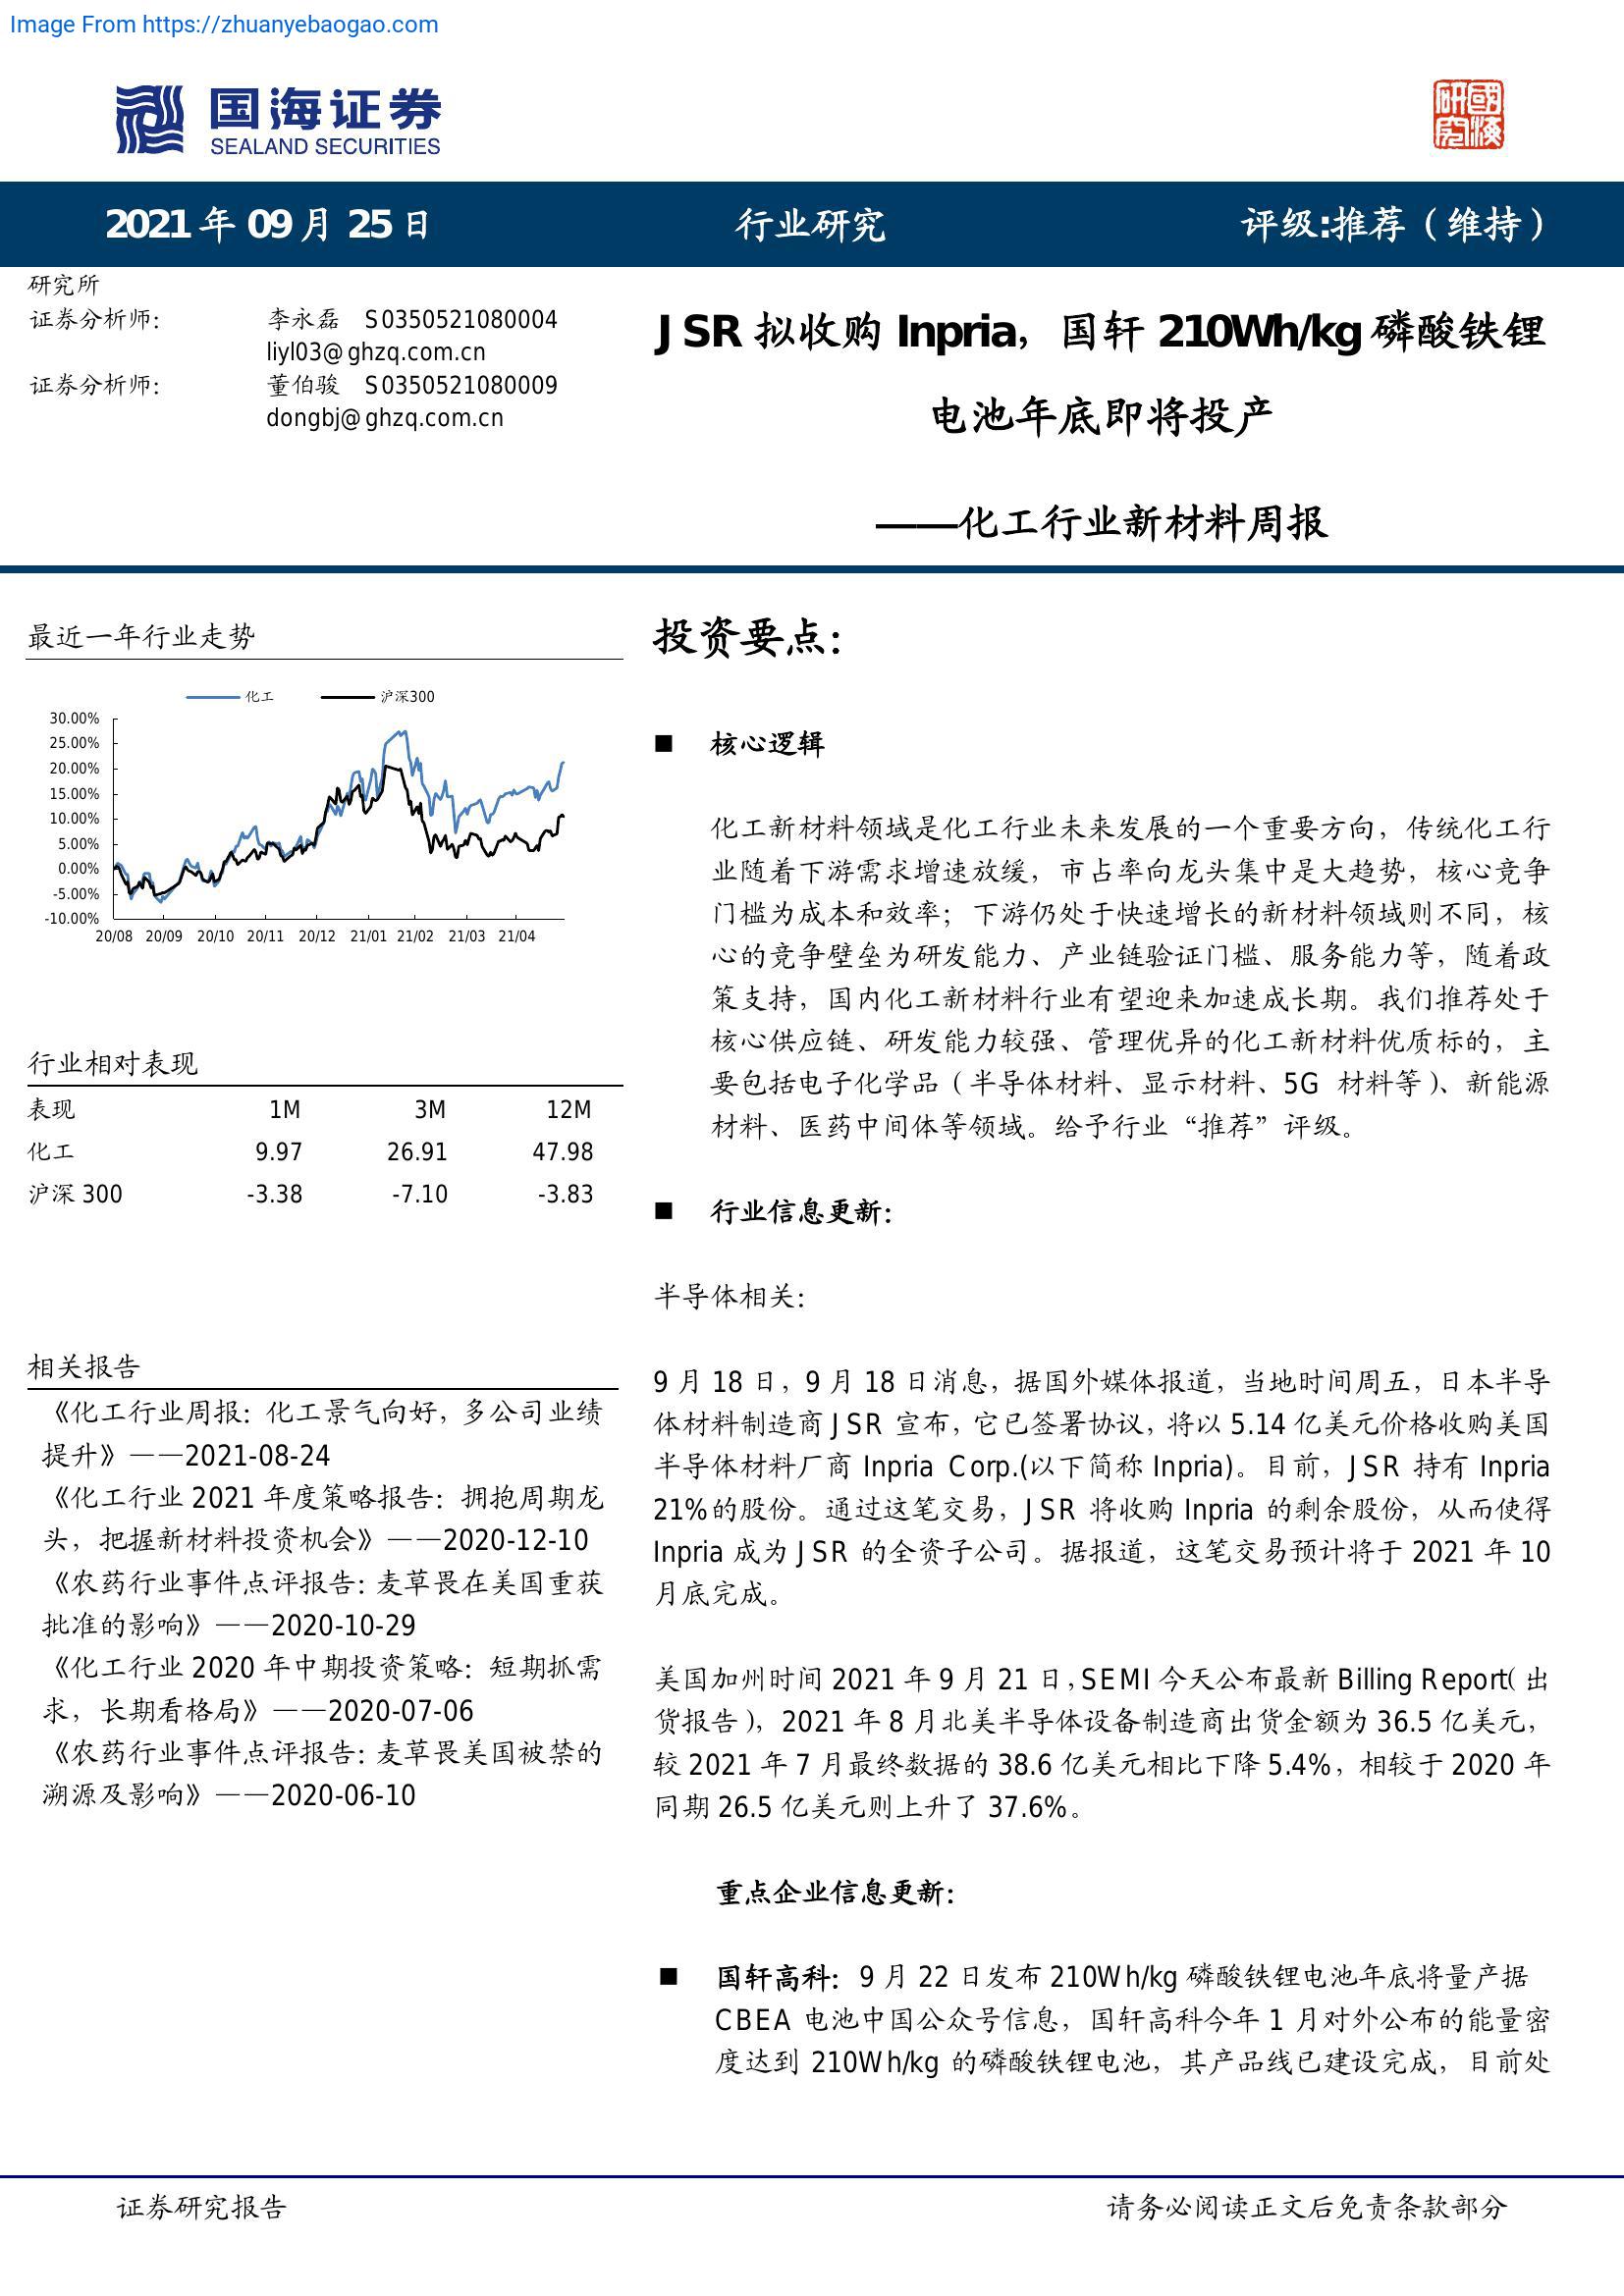 Image From https://zhuanyebaogao.com
国海证券
SEALAND SECURITIES
研國
究海
2021 年 09 月 25 日 行业研究 评级:推荐（维持）
研究所
证券分析师： 李永磊 S0350521080004
liyl03@ghzq.com.cn
证券分析师： 董伯骏 S0350521080009
dongbj@ghzq.com.cn
JSR 拟收购 Inpria，国轩 210Wh/kg 磷酸铁锂
电池年底即将投产
——化工行业新材料周报
最近一年行业走势
化工 沪深300
30.00%
25.00%
20.00%
15.00%
10.00%
5.00%
0.00%
-5.00%
-10.00%
20/08 20/09 20/10 20/11 20/12 21/01 21/02 21/03 21/04
行业相对表现
表现 1M 3M 12M
化工 9.97 26.91 47.98
沪深 300 -3.38 -7.10 -3.83
相关报告
《化工行业周报：化工景气向好，多公司业绩
提升》——2021-08-24
《化工行业 2021 年度策略报告：拥抱周期龙
头，把握新材料投资机会》——2020-12-10
《农药行业事件点评报告：麦草畏在美国重获
批准的影响》——2020-10-29
《化工行业 2020 年中期投资策略：短期抓需
求，长期看格局》——2020-07-06
《农药行业事件点评报告：麦草畏美国被禁的
溯源及影响》——2020-06-10
投资要点：
■ 核心逻辑
化工新材料领域是化工行业未来发展的一个重要方向，传统化工行
业随着下游需求增速放缓，市占率向龙头集中是大趋势，核心竞争
门槛为成本和效率；下游仍处于快速增长的新材料领域则不同，核
心的竞争壁垒为研发能力、产业链验证门槛、服务能力等，随着政
策支持，国内化工新材料行业有望迎来加速成长期。我们推荐处于
核心供应链、研发能力较强、管理优异的化工新材料优质标的，主
要包括电子化学品（半导体材料、显示材料、5G 材料等）、新能源
材料、医药中间体等领域。给予行业“推荐”评级。
■ 行业信息更新：
半导体相关：
9 月 18 日，9 月 18 日消息，据国外媒体报道，当地时间周五，日本半导
体材料制造商 JSR 宣布，它已签署协议，将以 5.14 亿美元价格收购美国
半导体材料厂商 Inpria Corp.(以下简称 Inpria)。目前，JSR 持有 Inpria
21%的股份。通过这笔交易，JSR 将收购 Inpria 的剩余股份，从而使得
Inpria 成为 JSR 的全资子公司。据报道，这笔交易预计将于 2021 年 10
月底完成。
美国加州时间 2021 年 9 月 21 日，SEMI 今天公布最新 Billing Report（出
货报告），2021 年 8 月北美半导体设备制造商出货金额为 36.5 亿美元，
较 2021 年 7 月最终数据的 38.6 亿美元相比下降 5.4%，相较于 2020 年
同期 26.5 亿美元则上升了 37.6%。
重点企业信息更新：
■ 国轩高科：9 月 22 日发布 210Wh/kg 磷酸铁锂电池年底将量产据
CBEA 电池中国公众号信息，国轩高科今年 1 月对外公布的能量密
度达到 210Wh/kg 的磷酸铁锂电池，其产品线已建设完成，目前处
证券研究报告 请务必阅读正文后免责条款部分